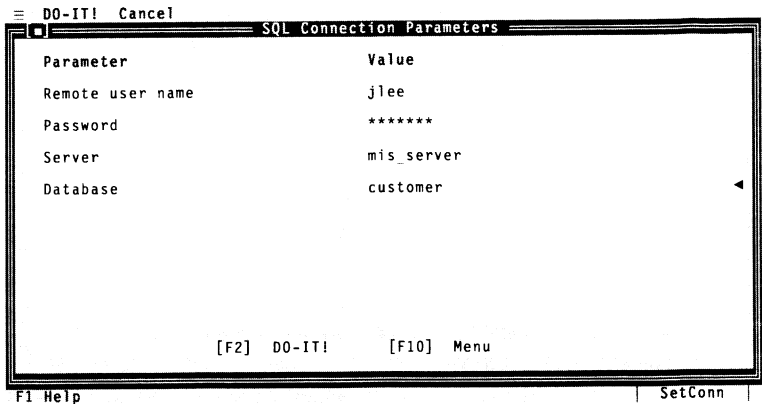 ≡ DO-IT! Cancel
SQL Connection Parameters
Parameter Value
Remote user name jlee
Password *******
Server mis_server
Database customer
[F2] DO-IT! [F10] Menu
F1 Help SetConn